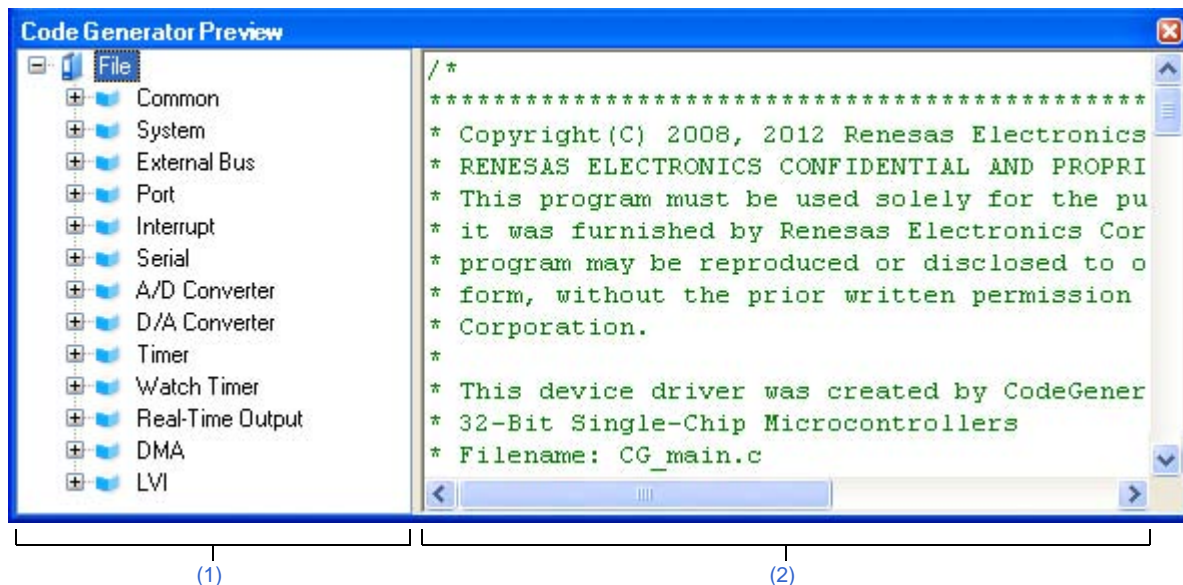 Code Generator Preview
File
Common
System
External Bus
Port
Interrupt
Serial
A/D Converter
D/A Converter
Timer
Watch Timer
Real-Time Output
DMA
LVI
/*
**********************************************
* Copyright(C) 2008, 2012 Renesas Electronics
* RENESAS ELECTRONICS CONFIDENTIAL AND PROPRI
* This program must be used solely for the pu
* it was furnished by Renesas Electronics Cor
* program may be reproduced or disclosed to o
* form, without the prior written permission
* Corporation.
*
* This device driver was created by CodeGener
* 32-Bit Single-Chip Microcontrollers
* Filename: CG_main.c
(1)
(2)